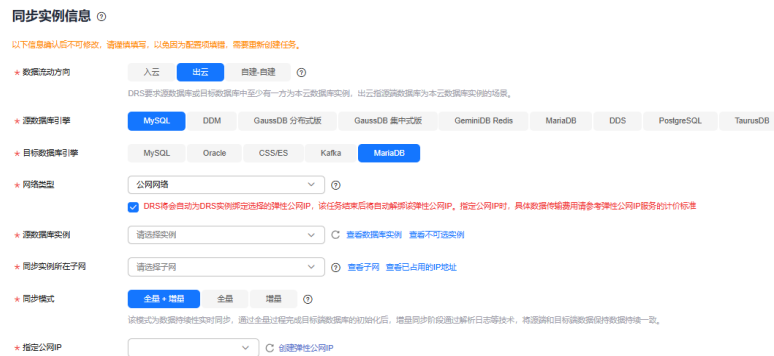 同步实例信息
以下信息确认后不可修改，请谨慎填写，以免因为配置项填错，需要重新创建任务。
* 数据流动方向 入云 出云 自建-自建
DRS要求源数据库或目标数据库中至少有一方为本云数据库实例，出云指源端数据库为本云数据库实例的场景。
* 源数据库引擎 MySQL DDM GaussDB 分布式版 GaussDB 集中式版 GeminiDB Redis MariaDB DDS PostgreSQL TaurusDB
* 目标数据库引擎 MySQL Oracle CSS/ES Kafka MariaDB
* 网络类型 公网网络
DRS将会自动为DRS实例绑定选择的弹性公网IP，该任务结束后将自动解绑该弹性公网IP。指定公网IP时，具体数据传输费用请参考弹性公网IP服务的计价标准
* 源数据库实例 请选择实例 查看数据库实例 查看不可选实例
* 同步实例所在子网 请选择子网 查看子网 查看已占用的IP地址
* 同步模式 全量 + 增量 全量 增量
该模式为数据持续性实时同步，通过全量过程完成目标端数据库的初始化后，增量同步阶段通过解析日志等技术，将源端和目标端数据保持数据持续一致。
* 指定公网IP 创建弹性公网IP